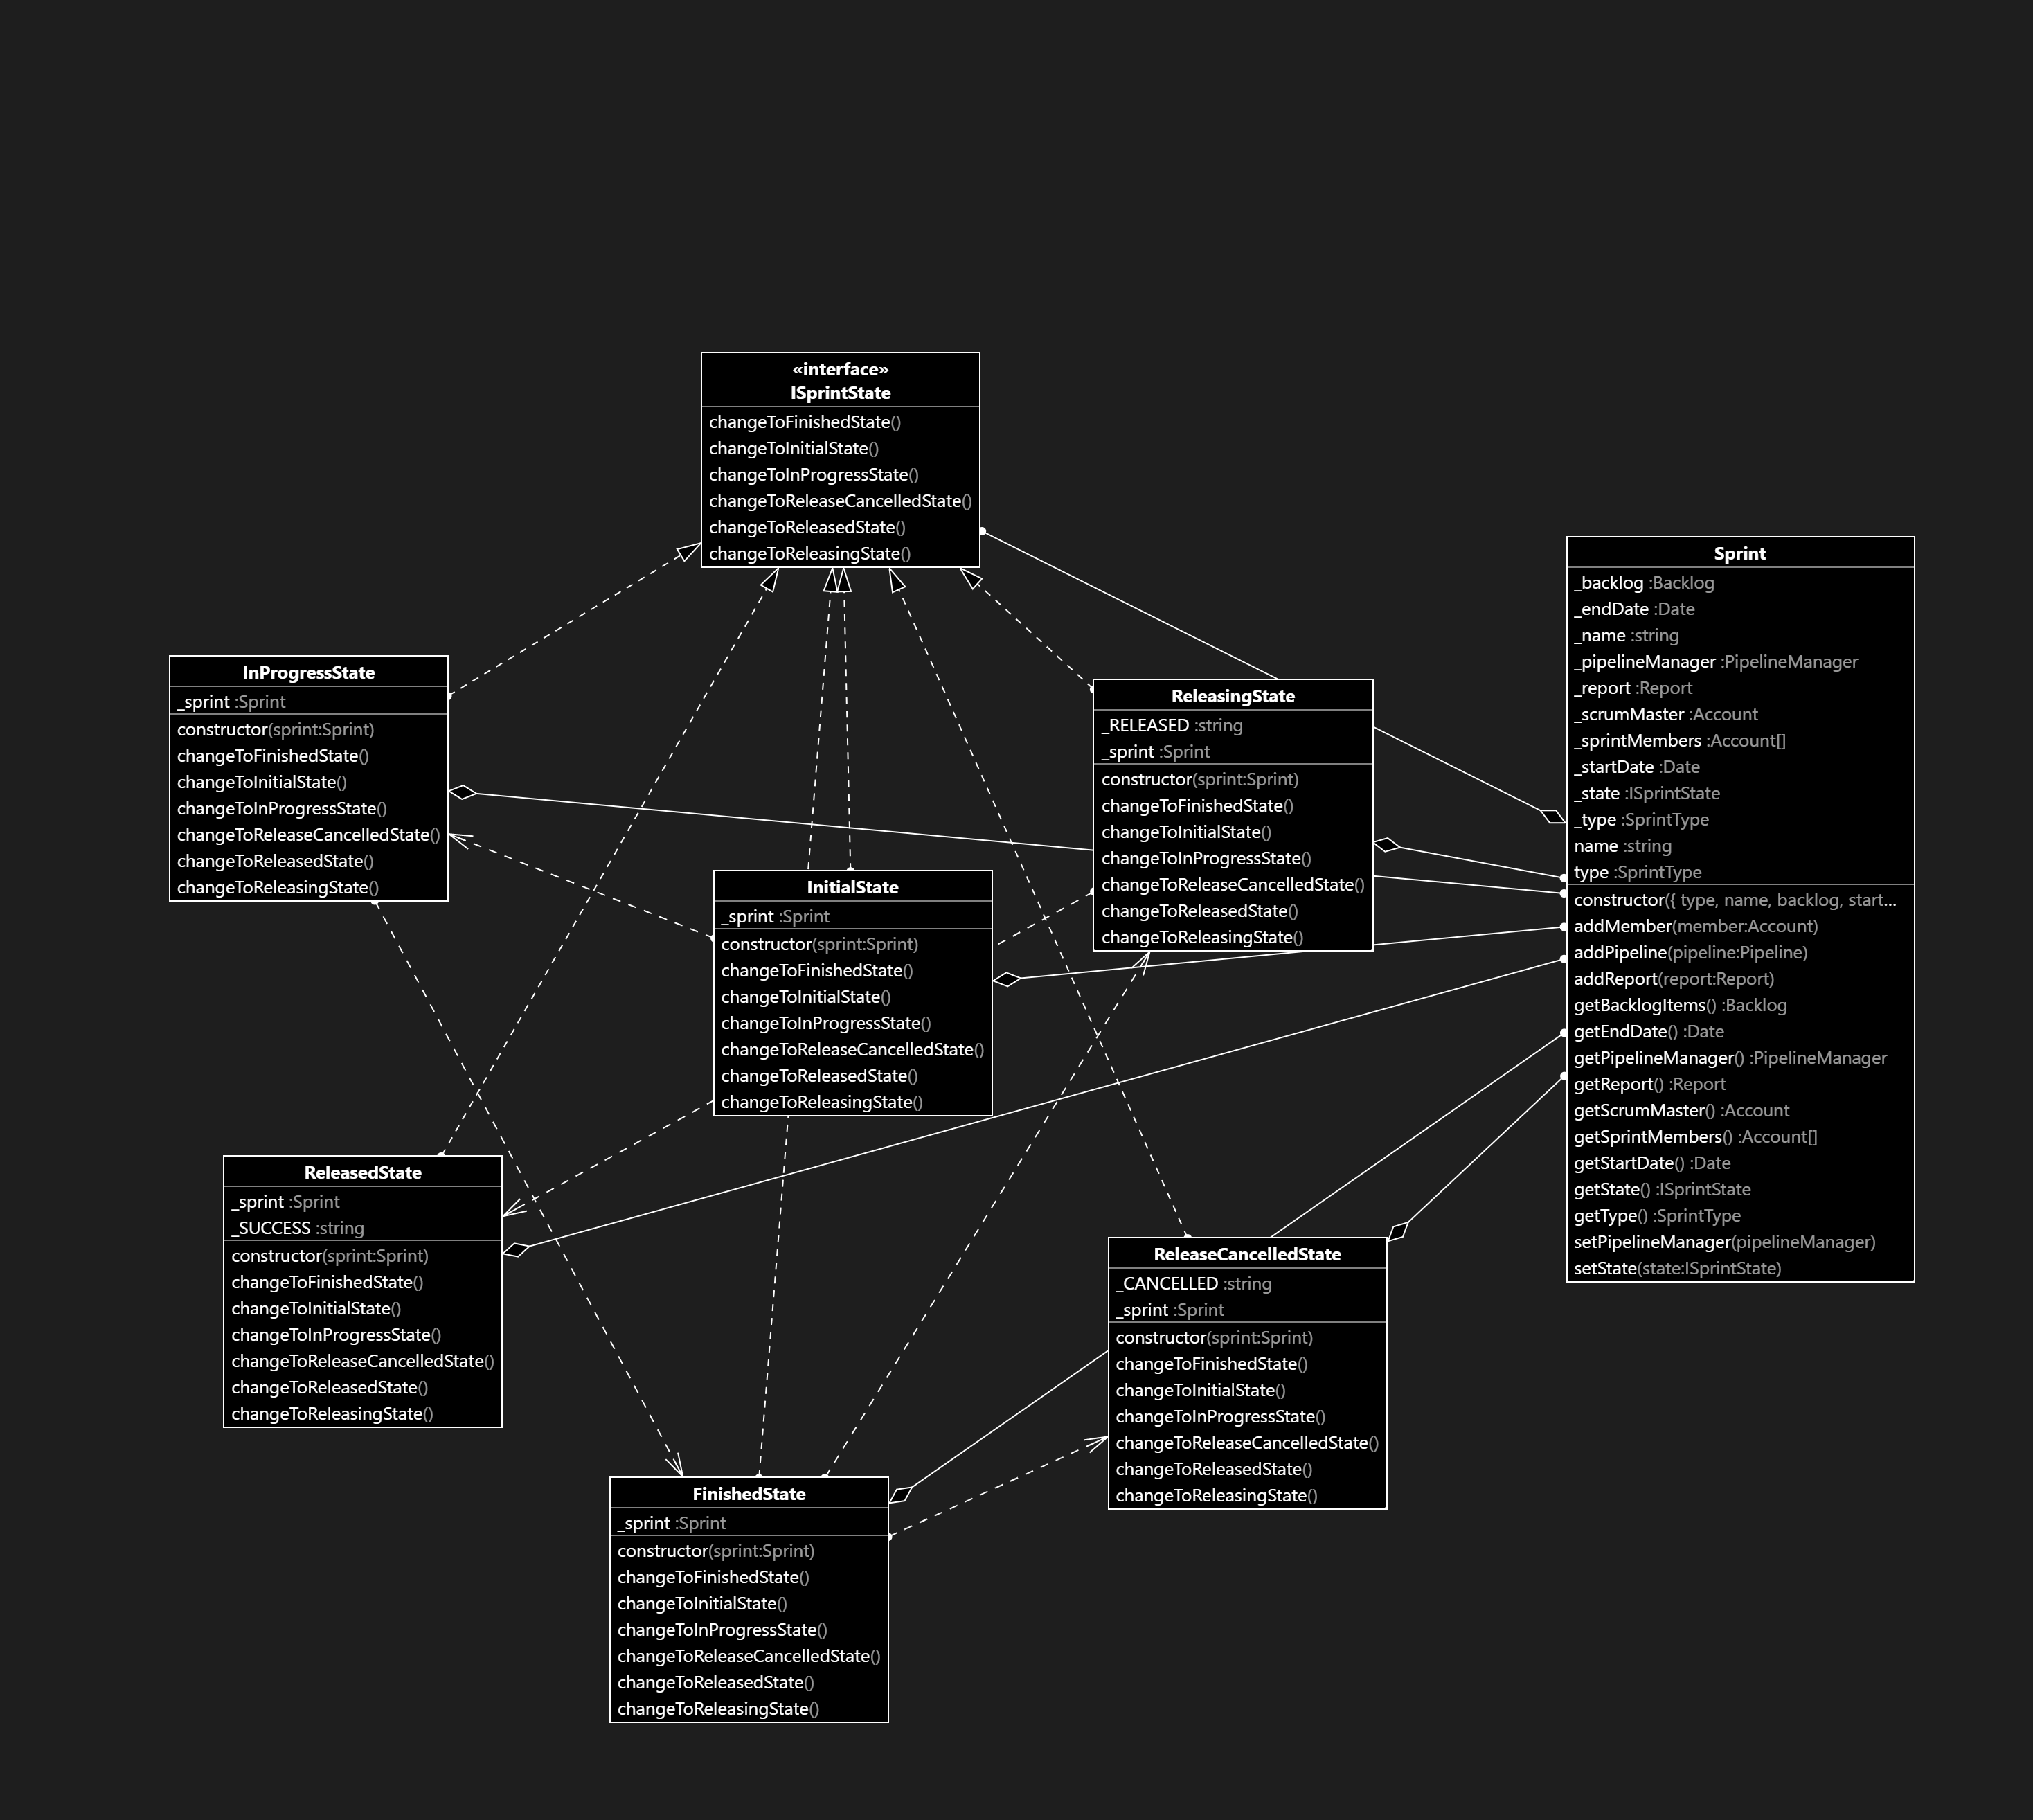 «interface»
ISprintState
changeToFinishedState()
changeToInitialState()
changeToInProgressState()
changeToReleaseCancelledState()
changeToReleasedState()
changeToReleasingState()
Sprint
_backlog :Backlog
_endDate :Date
_name :string
_pipelineManager :PipelineManager
_report :Report
_scrumMaster :Account
_sprintMembers :Account[]
_startDate :Date
_state :ISprintState
_type :SprintType
name :string
type :SprintType
constructor({ type, name, backlog, start...
addMember(member:Account)
addPipeline(pipeline:Pipeline)
addReport(report:Report)
getBacklogItems() :Backlog
getEndDate() :Date
getPipelineManager() :PipelineManager
getReport() :Report
getScrumMaster() :Account
getSprintMembers() :Account[]
getStartDate() :Date
getState() :ISprintState
getType() :SprintType
setPipelineManager(pipelineManager)
setState(state:ISprintState)
InProgressState
_sprint :Sprint
constructor(sprint:Sprint)
changeToFinishedState()
changeToInitialState()
changeToInProgressState()
changeToReleaseCancelledState()
changeToReleasedState()
changeToReleasingState()
ReleasingState
_RELEASED :string
_sprint :Sprint
constructor(sprint:Sprint)
changeToFinishedState()
changeToInitialState()
changeToInProgressState()
changeToReleaseCancelledState()
changeToReleasedState()
changeToReleasingState()
InitialState
_sprint :Sprint
constructor(sprint:Sprint)
changeToFinishedState()
changeToInitialState()
changeToInProgressState()
changeToReleaseCancelledState()
changeToReleasedState()
changeToReleasingState()
ReleasedState
_sprint :Sprint
_SUCCESS :string
constructor(sprint:Sprint)
changeToFinishedState()
changeToInitialState()
changeToInProgressState()
changeToReleaseCancelledState()
changeToReleasedState()
changeToReleasingState()
ReleaseCancelledState
_CANCELLED :string
_sprint :Sprint
constructor(sprint:Sprint)
changeToFinishedState()
changeToInitialState()
changeToInProgressState()
changeToReleaseCancelledState()
changeToReleasedState()
changeToReleasingState()
FinishedState
_sprint :Sprint
constructor(sprint:Sprint)
changeToFinishedState()
changeToInitialState()
changeToInProgressState()
changeToReleaseCancelledState()
changeToReleasedState()
changeToReleasingState()